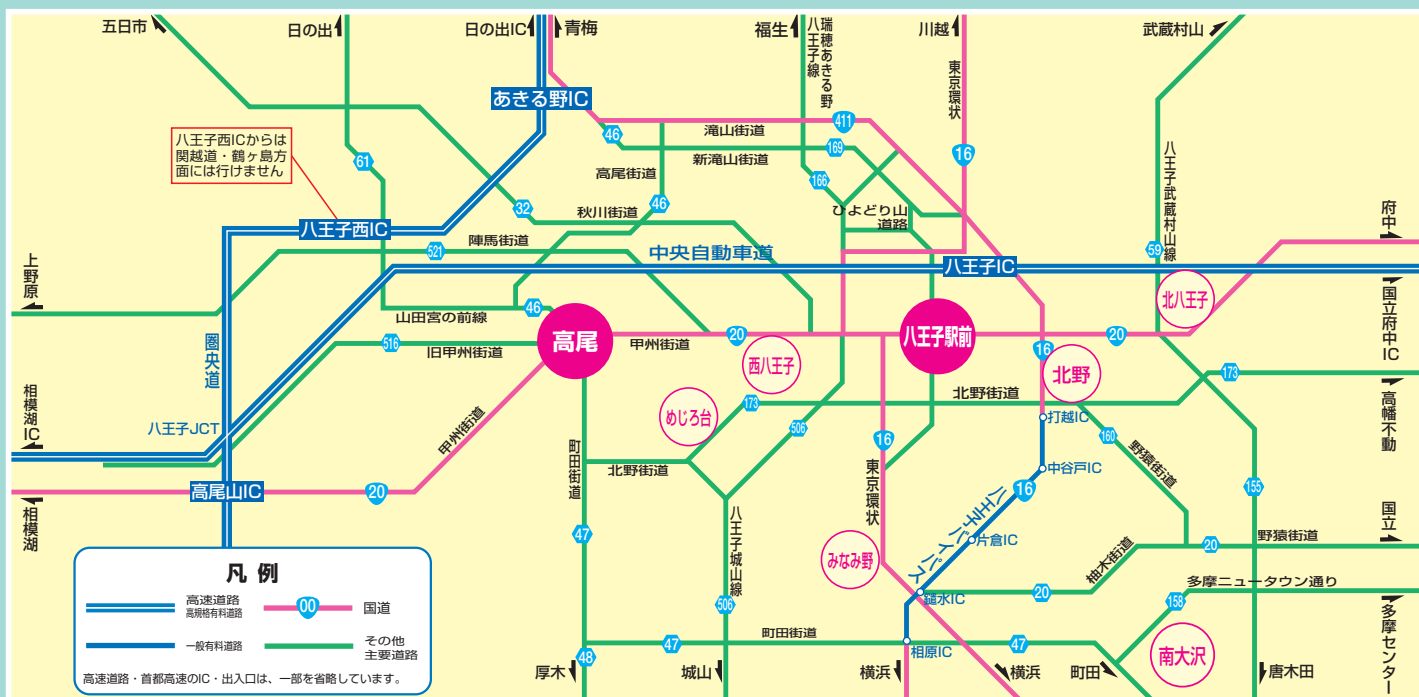 五日市
日の出
日の出IC
青梅
福生
瑞穂あきる野
八王子線
川越
東京環状
武蔵村山
あきる野IC
411
滝山街道
46
新滝山街道
169
高尾街道
16
八王子西ICからは
関越道・鶴ヶ島方
面には行けません
61
166
八王子武蔵村山線
32
秋川街道
46
ひよどり山
道路
府中
八王子西IC
陣馬街道
521
中央自動車道
八王子IC
59
上野原
北八王子
国立府中IC
46
山田宮の前線
高尾
甲州街道
20
八王子駅前
16
20
圏央道
516
旧甲州街道
西八王子
北野
173
北野街道
173
高幡不動
相模湖IC
めじろ台
506
打越IC
八王子JCT
甲州街道
町田街道
北野街道
16
東京環状
160
野猿街道
中谷戸IC
高尾山IC
20
16
155
相模湖
八王子城山線
八王子バイパス
国立
47
片倉IC
柚木街道
20
野猿街道
みなみ野
凡例
高速道路
高規格有料道路
00
国道
一般有料道路
その他
主要道路
高速道路・首都高速のIC・出入口は、一部を省略しています。
506
鑓水IC
20
158
多摩ニュータウン通り
町田街道
47
47
相原IC
南大沢
多摩センター
48
厚木
城山
横浜
横浜
町田
唐木田